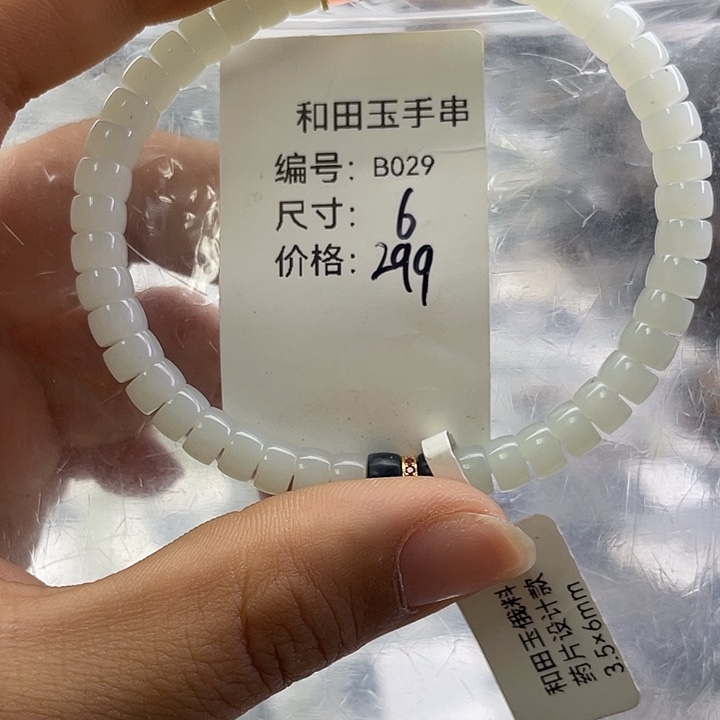 和田玉手串
编号：B029
尺寸：6
价格：299
和田玉俄料
药片设计款
3.5×6mm